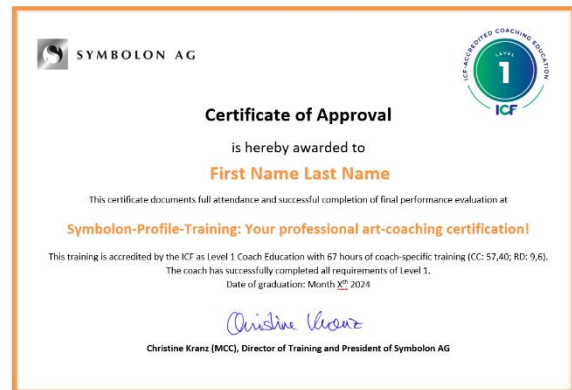 SYMBOLON AG
ICF-ACCREDITED COACHING EDUCATION
LEVEL
1
ICF
Certificate of Approval
is hereby awarded to
First Name Last Name
This certificate documents full attendance and successful completion of final performance evaluation at
Symbolon-Profile-Training: Your professional art-coaching certification!
This training is accredited by the ICF as Level 1 Coach Education with 67 hours of coach-specific training (CC: 57,40; RD: 9,6).
The coach has successfully completed all requirements of Level 1.
Date of graduation: Month Xth 2024
Christine Kranz
Christine Kranz (MCC), Director of Training and President of Symbolon AG